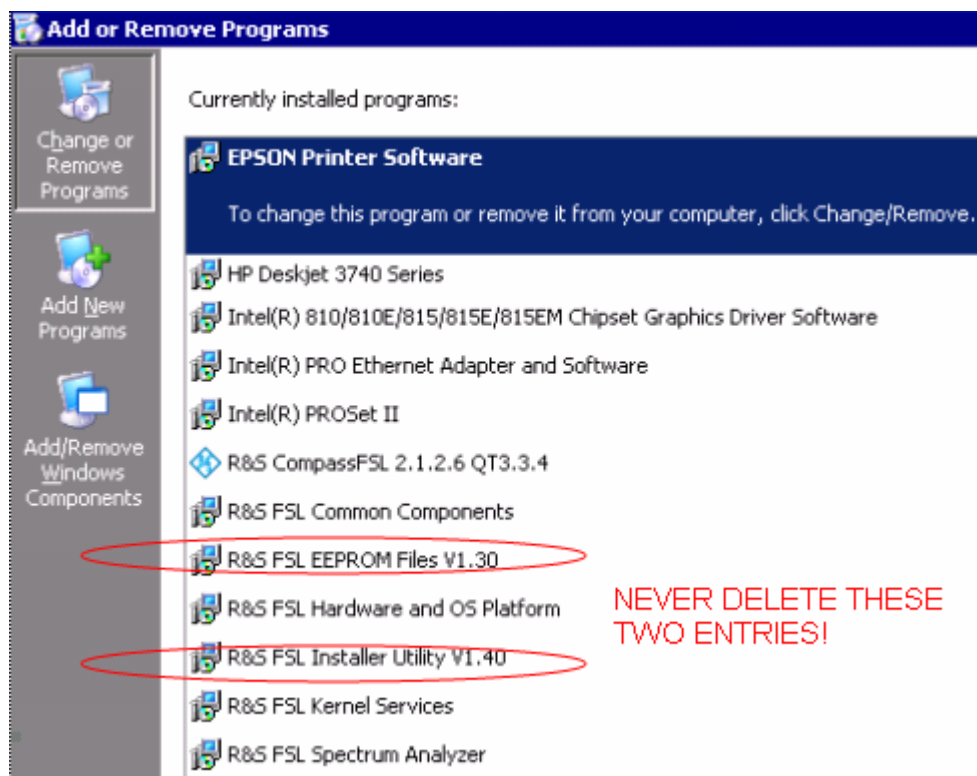 Add or Remove Programs
Change or
Remove
Programs
Add New
Programs
Add/Remove
Windows
Components
Currently installed programs:
EPSON Printer Software
To change this program or remove it from your computer, click Change/Remove.
HP Deskjet 3740 Series
Intel(R) 810/810E/815/815E/815EM Chipset Graphics Driver Software
Intel(R) PRO Ethernet Adapter and Software
Intel(R) PROSet II
R&S CompassFSL 2.1.2.6 QT3.3.4
R&S FSL Common Components
R&S FSL EEPROM Files V1.30
R&S FSL Hardware and OS Platform
R&S FSL Installer Utility V1.40
R&S FSL Kernel Services
R&S FSL Spectrum Analyzer
NEVER DELETE THESE
TWO ENTRIES!